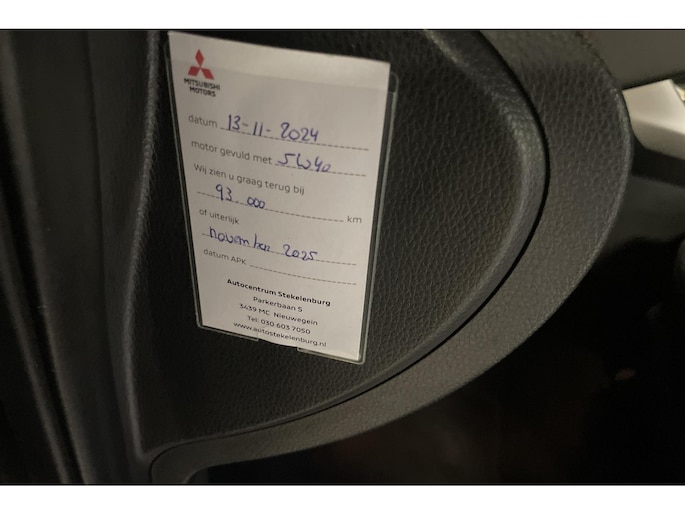 MITSUBISHI
MOTORS
datum 13-11-2024
motor gevuld met 5W40
Wij zien u graag terug bij
93.000 km
of uiterlijk
november 2025
datum APK
Autocentrum Stekelenburg
Parkerbaan 5
3439 MC Nieuwegein
Tel: 030 603 7050
www.autostekelenburg.nl